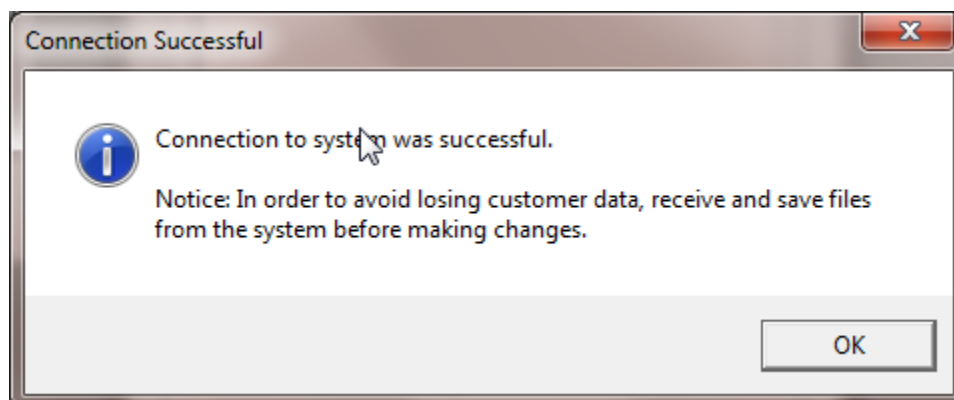 Connection Successful
Connection to system was successful.
Notice: In order to avoid losing customer data, receive and save files
from the system before making changes.
OK